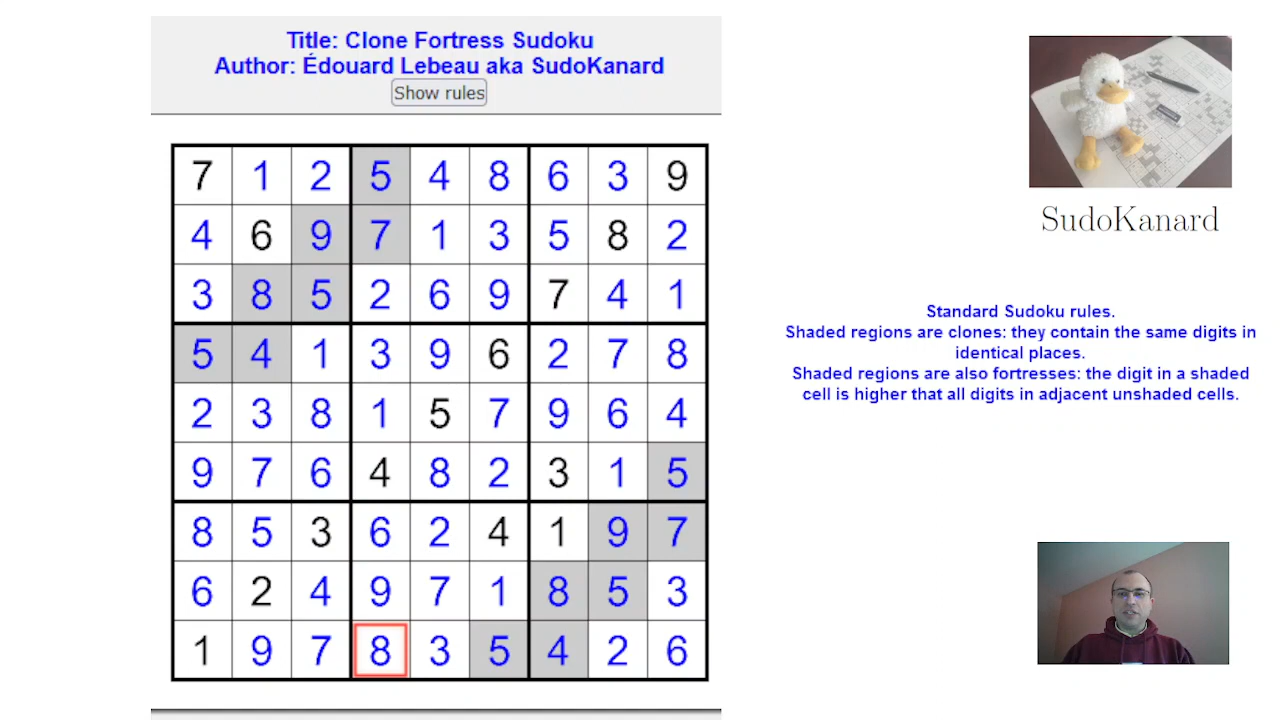 Title: Clone Fortress Sudoku
Author: Édouard Lebeau aka SudoKanard
Show rules
7 1 2 5 4 8 6 3 9
4 6 9 7 1 3 5 8 2
3 8 5 2 6 9 7 4 1
5 4 1 3 9 6 2 7 8
2 3 8 1 5 7 9 6 4
9 7 6 4 8 2 3 1 5
8 5 3 6 2 4 1 9 7
6 2 4 9 7 1 8 5 3
1 9 7 8 3 5 4 2 6
SudoKanard
Standard Sudoku rules.
Shaded regions are clones: they contain the same digits in
identical places.
Shaded regions are also fortresses: the digit in a shaded
cell is higher that all digits in adjacent unshaded cells.